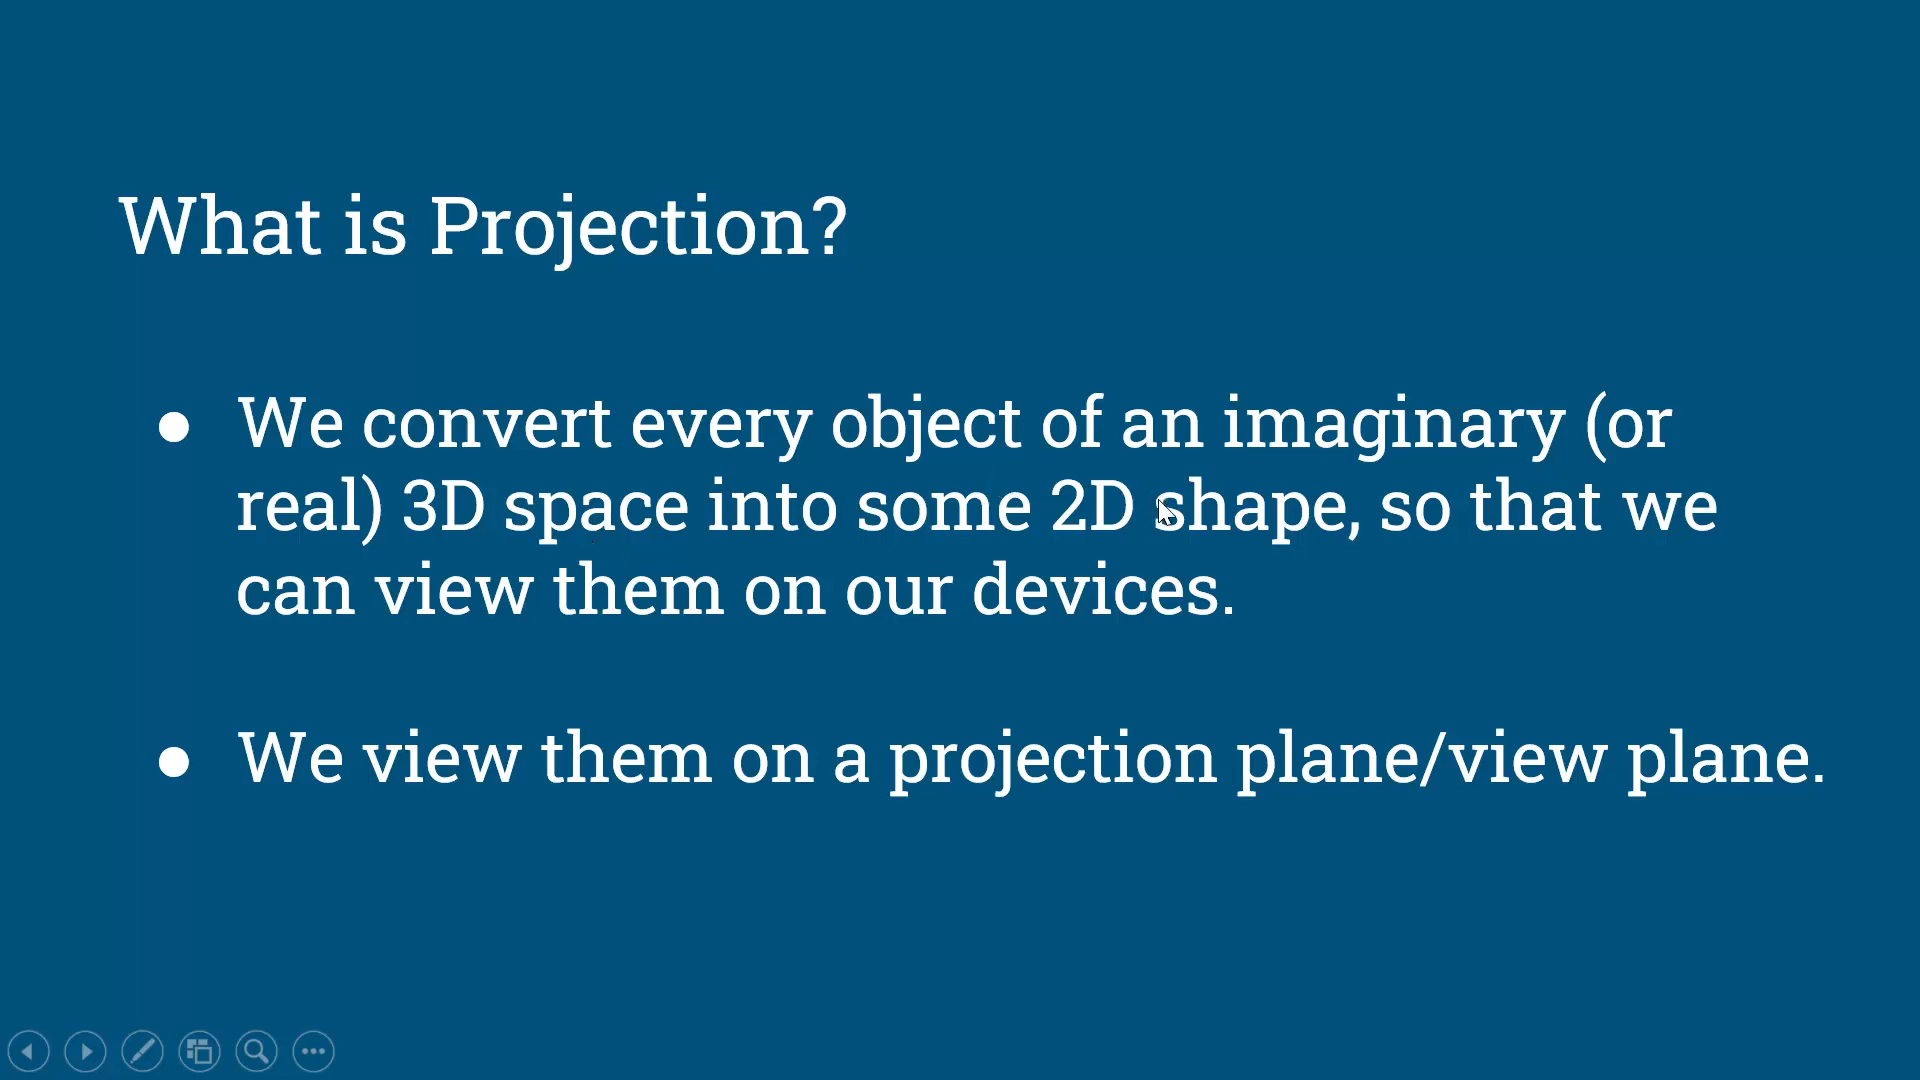 What is Projection?
● We convert every object of an imaginary (or
real) 3D space into some 2D shape, so that we
can view them on our devices.
● We view them on a projection plane/view plane.